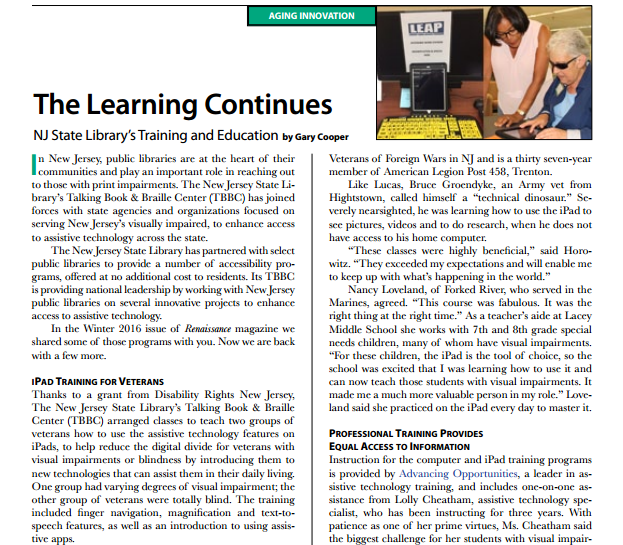 AGING INNOVATION
LEAP
The Learning Continues
NJ State Library's Training and Education by Gary Cooper
In New Jersey, public libraries are at the heart of their
communities and play an important role in reaching out
to those with print impairments. The New Jersey State Li-
brary's Talking Book & Braille Center (TBBC) has joined
forces with state agencies and organizations focused on
serving New Jersey's visually impaired, to enhance access
to assistive technology across the state.
The New Jersey State Library has partnered with select
public libraries to provide a number of accessibility pro-
grams, offered at no additional cost to residents. Its TBBC
is providing national leadership by working with New Jersey
public libraries on several innovative projects to enhance
access to assistive technology.
In the Winter 2016 issue of Renaissance magazine we
shared some of those programs with you. Now we are back
with a few more.
IPAD TRAINING FOR VETERANS
Thanks to a grant from Disability Rights New Jersey,
The New Jersey State Library's Talking Book & Braille
Center (TBBC) arranged classes to teach two groups of
veterans how to use the assistive technology features on
iPads, to help reduce the digital divide for veterans with
visual impairments or blindness by introducing them to
new technologies that can assist them in their daily living.
One group had varying degrees of visual impairment; the
other group of veterans were totally blind. The training
included finger navigation, magnification and text-to-
speech features, as well as an introduction to using assis-
tive apps.
Veterans of Foreign Wars in NJ and is a thirty seven-year
member of American Legion Post 458, Trenton.
Like Lucas, Bruce Groendyke, an Army vet from
Hightstown, called himself a "technical dinosaur." Se-
verely nearsighted, he was learning how to use the iPad to
see pictures, videos and to do research, when he does not
have access to his home computer.
"These classes were highly beneficial," said Horo-
witz. "They exceeded my expectations and will enable me
to keep up with what's happening in the world."
Nancy Loveland, of Forked River, who served in the
Marines, agreed. "This course was fabulous. It was the
right thing at the right time." As a teacher's aide at Lacey
Middle School she works with 7th and 8th grade special
needs children, many of whom have visual impairments.
"For these children, the iPad is the tool of choice, so the
school was excited that I was learning how to use it and
can now teach those students with visual impairments. It
made me a much more valuable person in my role." Love-
land said she practiced on the iPad every day to master it.
PROFESSIONAL TRAINING PROVIDES
EQUAL ACCESS TO INFORMATION
Instruction for the computer and iPad training programs
is provided by Advancing Opportunities, a leader in as-
sistive technology training, and includes one-on-one as-
sistance from Lolly Cheatham, assistive technology spe-
cialist, who has been instructing for three years. With
patience as one of her prime virtues, Ms. Cheatham said
the biggest challenge for her students with visual impair-